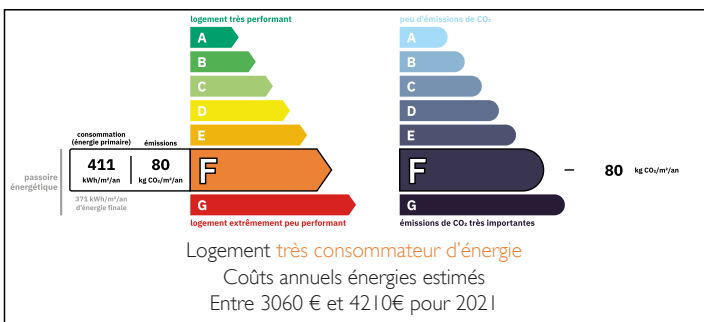 logement très performant
A
B
C
D
E
consommation
(énergie primaire)
émissions
411
kWh/m²/an
80
kg CO₂/m²/an
F
passoire
énergétique
371 kWh/m²/an
d'énergie finale
G
logement extrêmement peu performant
peu d'émissions de CO₂
A
B
C
D
E
F
80 kg CO₂/m²/an
G
émissions de CO₂ très importantes
Logement très consommateur d'énergie
Coûts annuels énergies estimés
Entre 3060 € et 4210€ pour 2021